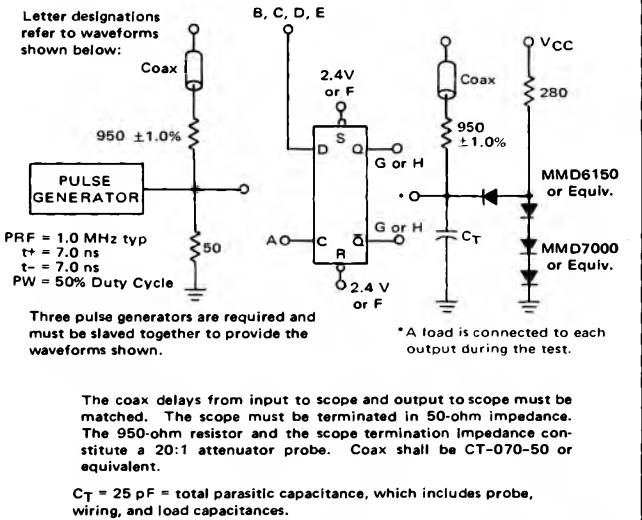 Letter designations
refer to waveforms
shown below:
B, C, D, E
Coax
950 ±1.0%
PULSE
GENERATOR
50
PRF = 1.0 MHz typ
t+ = 7.0 ns
t− = 7.0 ns
PW = 50% Duty Cycle
Three pulse generators are required and
must be slaved together to provide the
waveforms shown.
2.4V
or F
S
D
Q
G or H
A
C
Q̅
G or H
R
2.4 V
or F
Coax
950
±1.0%
*
CT
VCC
280
MMD6150
or Equiv.
MMD7000
or Equiv.
*A load is connected to each
output during the test.
The coax delays from input to scope and output to scope must be
matched. The scope must be terminated in 50-ohm impedance.
The 950-ohm resistor and the scope termination impedance con-
stitute a 20:1 attenuator probe. Coax shall be CT-070-50 or
equivalent.
CT = 25 pF = total parasitic capacitance, which includes probe,
wiring, and load capacitances.